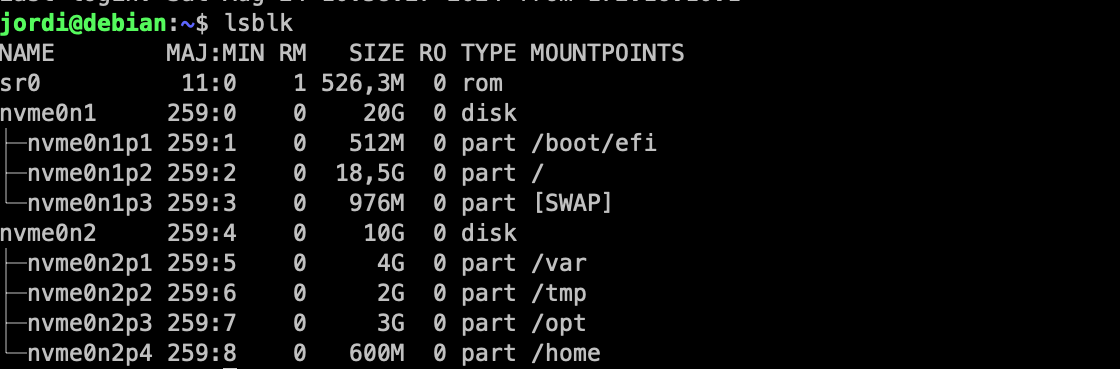 jordi@debian:~$ lsblk
NAME        MAJ:MIN RM   SIZE RO TYPE MOUNTPOINTS
sr0          11:0    1 526,3M  0 rom
nvme0n1     259:0    0    20G  0 disk
├─nvme0n1p1 259:1    0   512M  0 part /boot/efi
├─nvme0n1p2 259:2    0  18,5G  0 part /
└─nvme0n1p3 259:3    0   976M  0 part [SWAP]
nvme0n2     259:4    0    10G  0 disk
├─nvme0n2p1 259:5    0     4G  0 part /var
├─nvme0n2p2 259:6    0     2G  0 part /tmp
├─nvme0n2p3 259:7    0     3G  0 part /opt
└─nvme0n2p4 259:8    0   600M  0 part /home